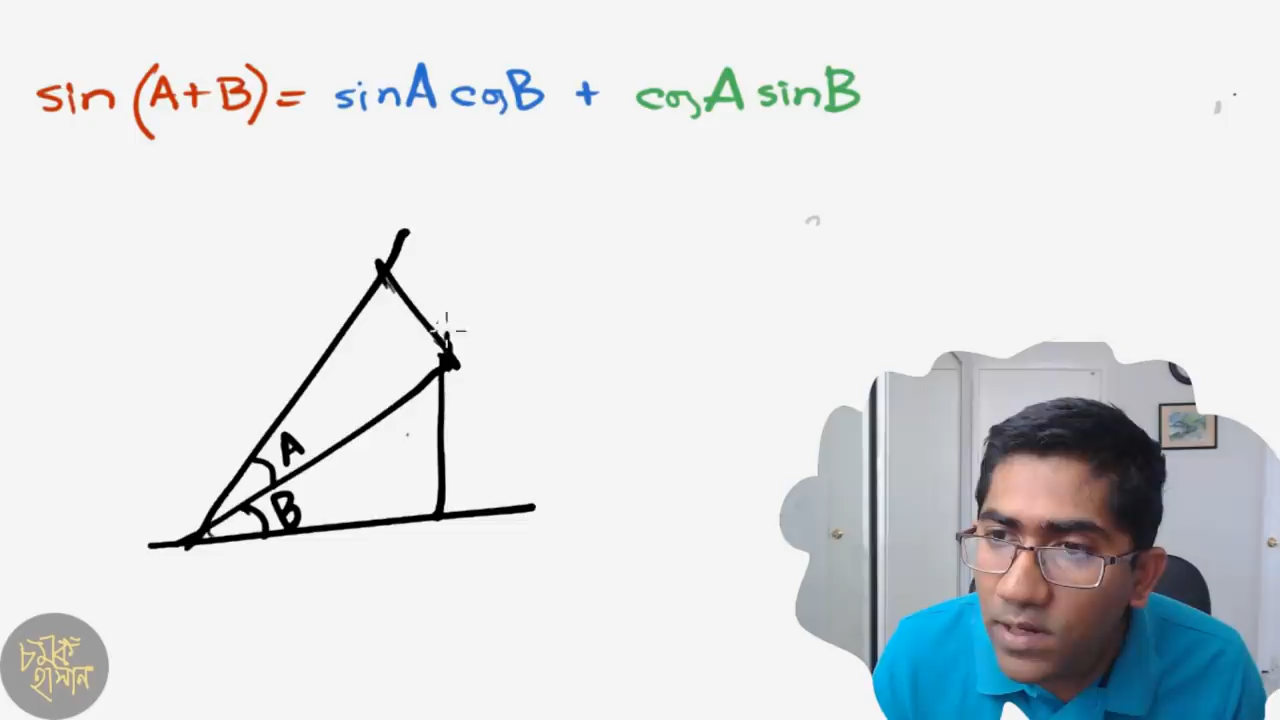 sin (A+B) = sinA cosB + cosA sinB
A
B
চমক
হাসান